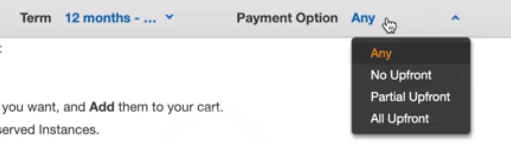 Term 12 months - ... Payment Option Any
:
Any
No Upfront
Partial Upfront
All Upfront
you want, and Add them to your cart.
served Instances.